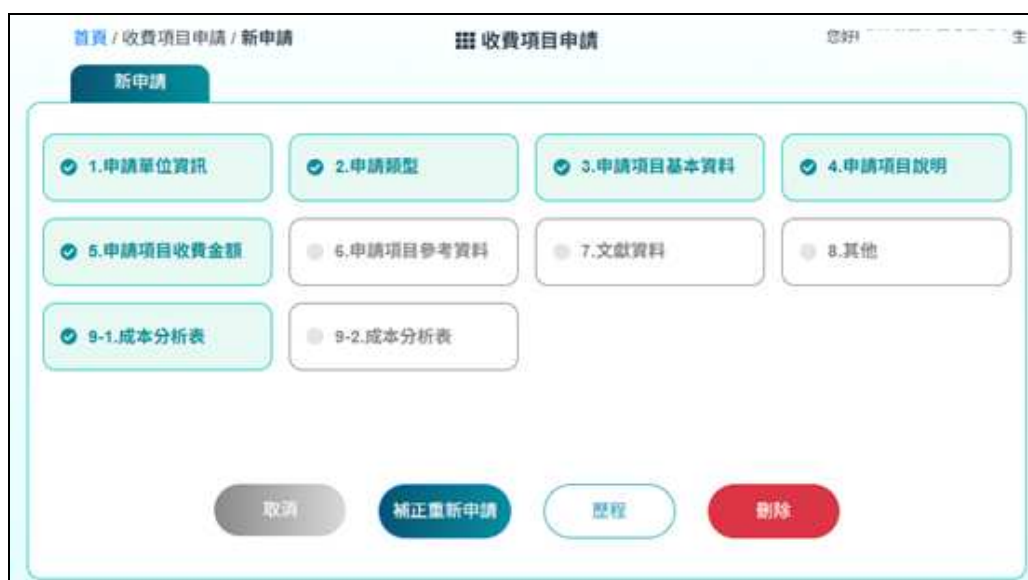 首頁 / 收費項目申請 / 新申請
收費項目申請
您好
新申請
1.申請單位資訊
2.申請類型
3.申請項目基本資料
4.申請項目說明
5.申請項目收費金額
6.申請項目參考資料
7.文獻資料
8.其他
9-1.成本分析表
9-2.成本分析表
取消
補正重新申請
歷程
刪除